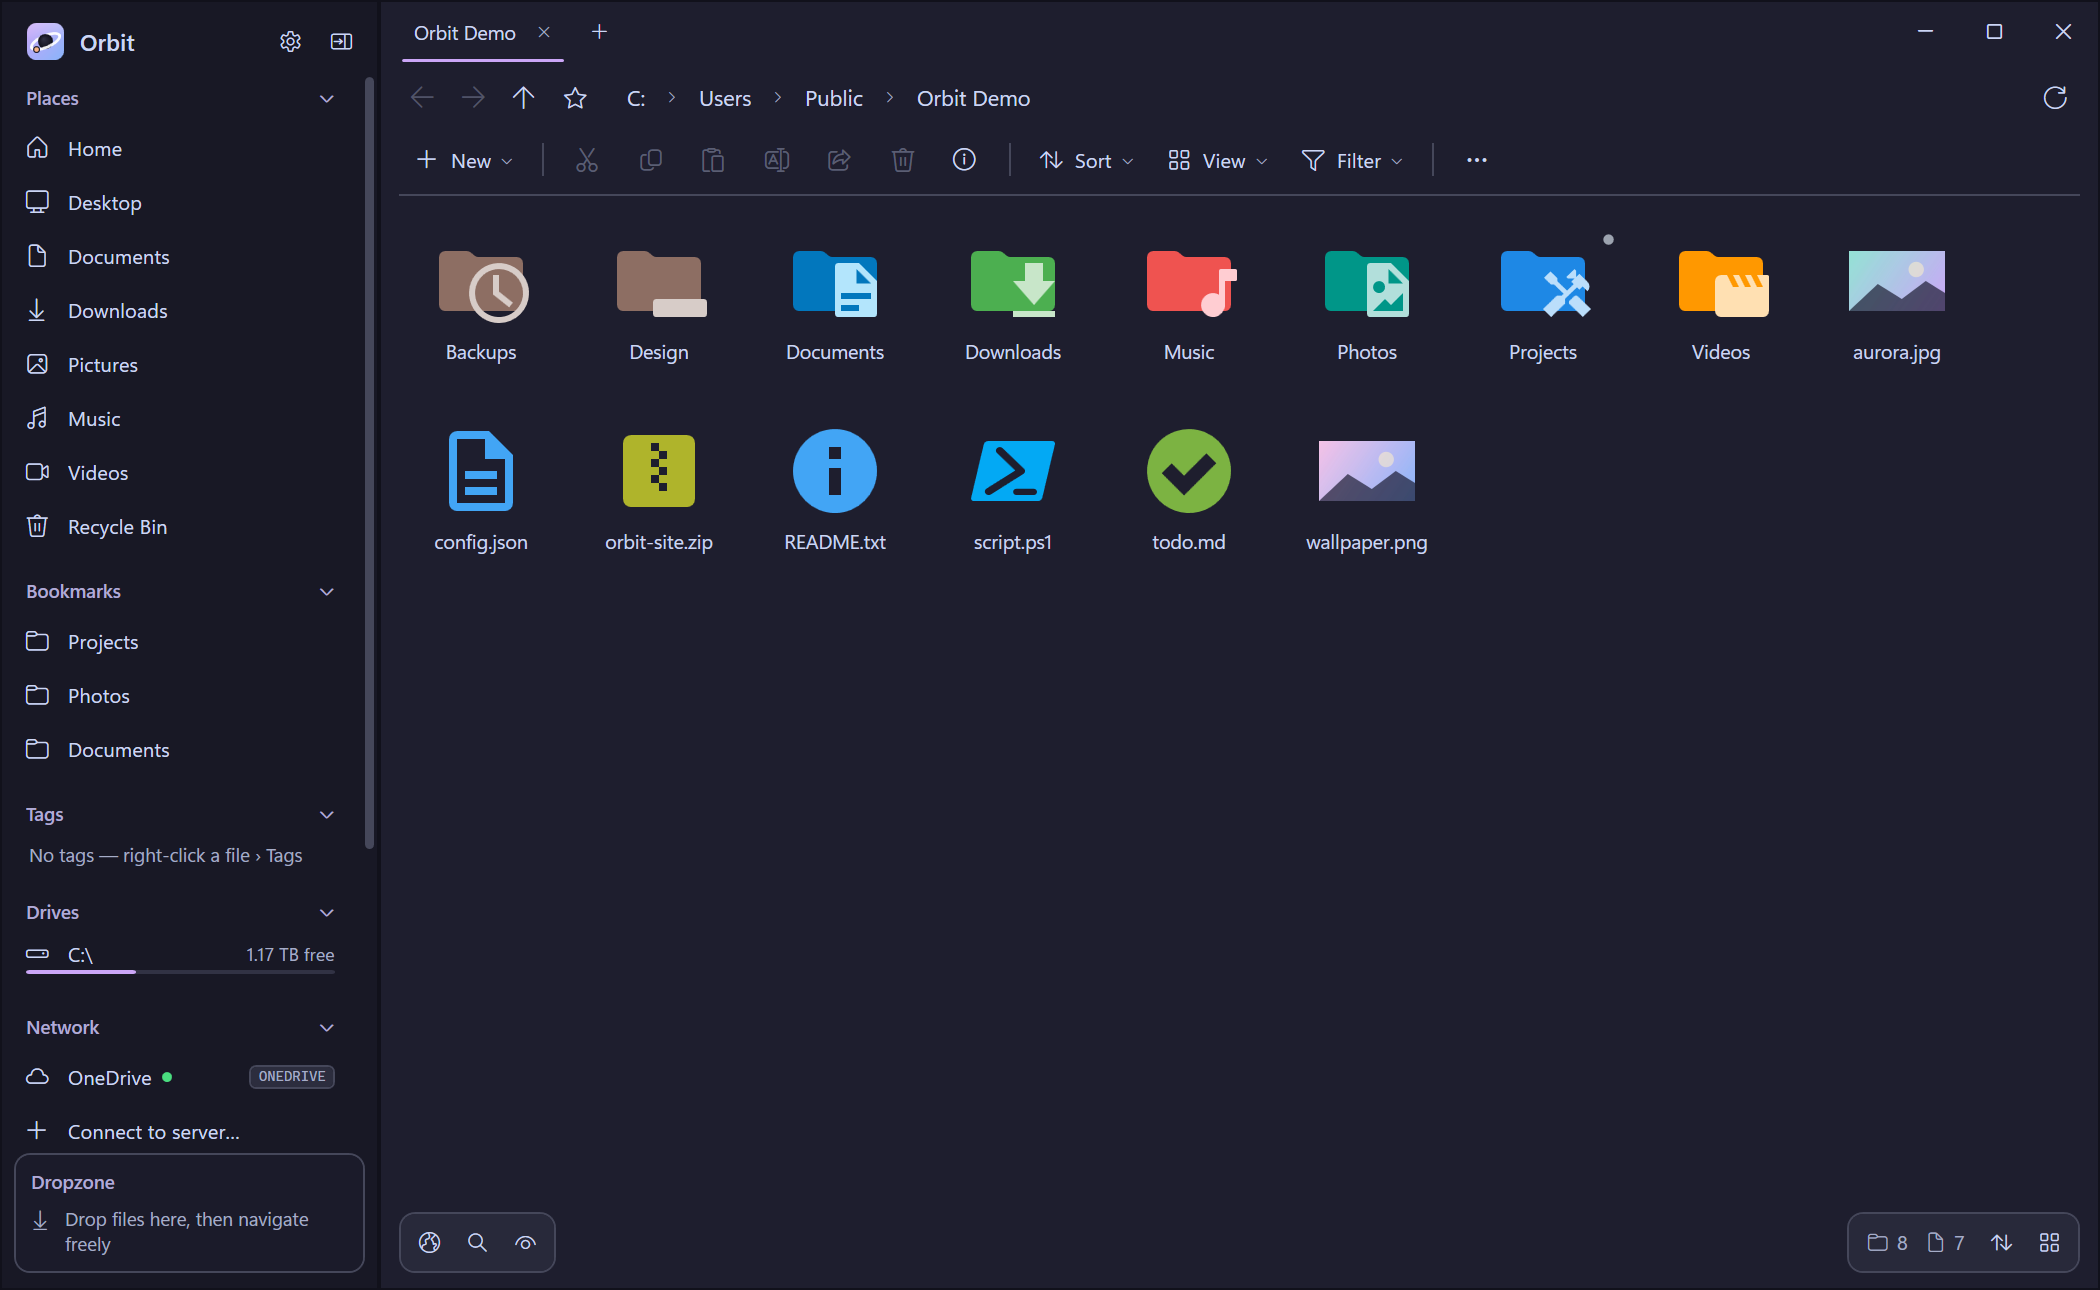 Orbit
Orbit Demo
Places
Home
Desktop
Documents
Downloads
Pictures
Music
Videos
Recycle Bin
Bookmarks
Projects
Photos
Documents
Tags
No tags — right-click a file › Tags
Drives
C:\ 1.17 TB free
Network
OneDrive ONEDRIVE
Connect to server...
Dropzone
Drop files here, then navigate
freely
C: › Users › Public › Orbit Demo
New Sort View Filter
Backups Design Documents Downloads Music Photos Projects Videos aurora.jpg
config.json orbit-site.zip README.txt script.ps1 todo.md wallpaper.png
8 7